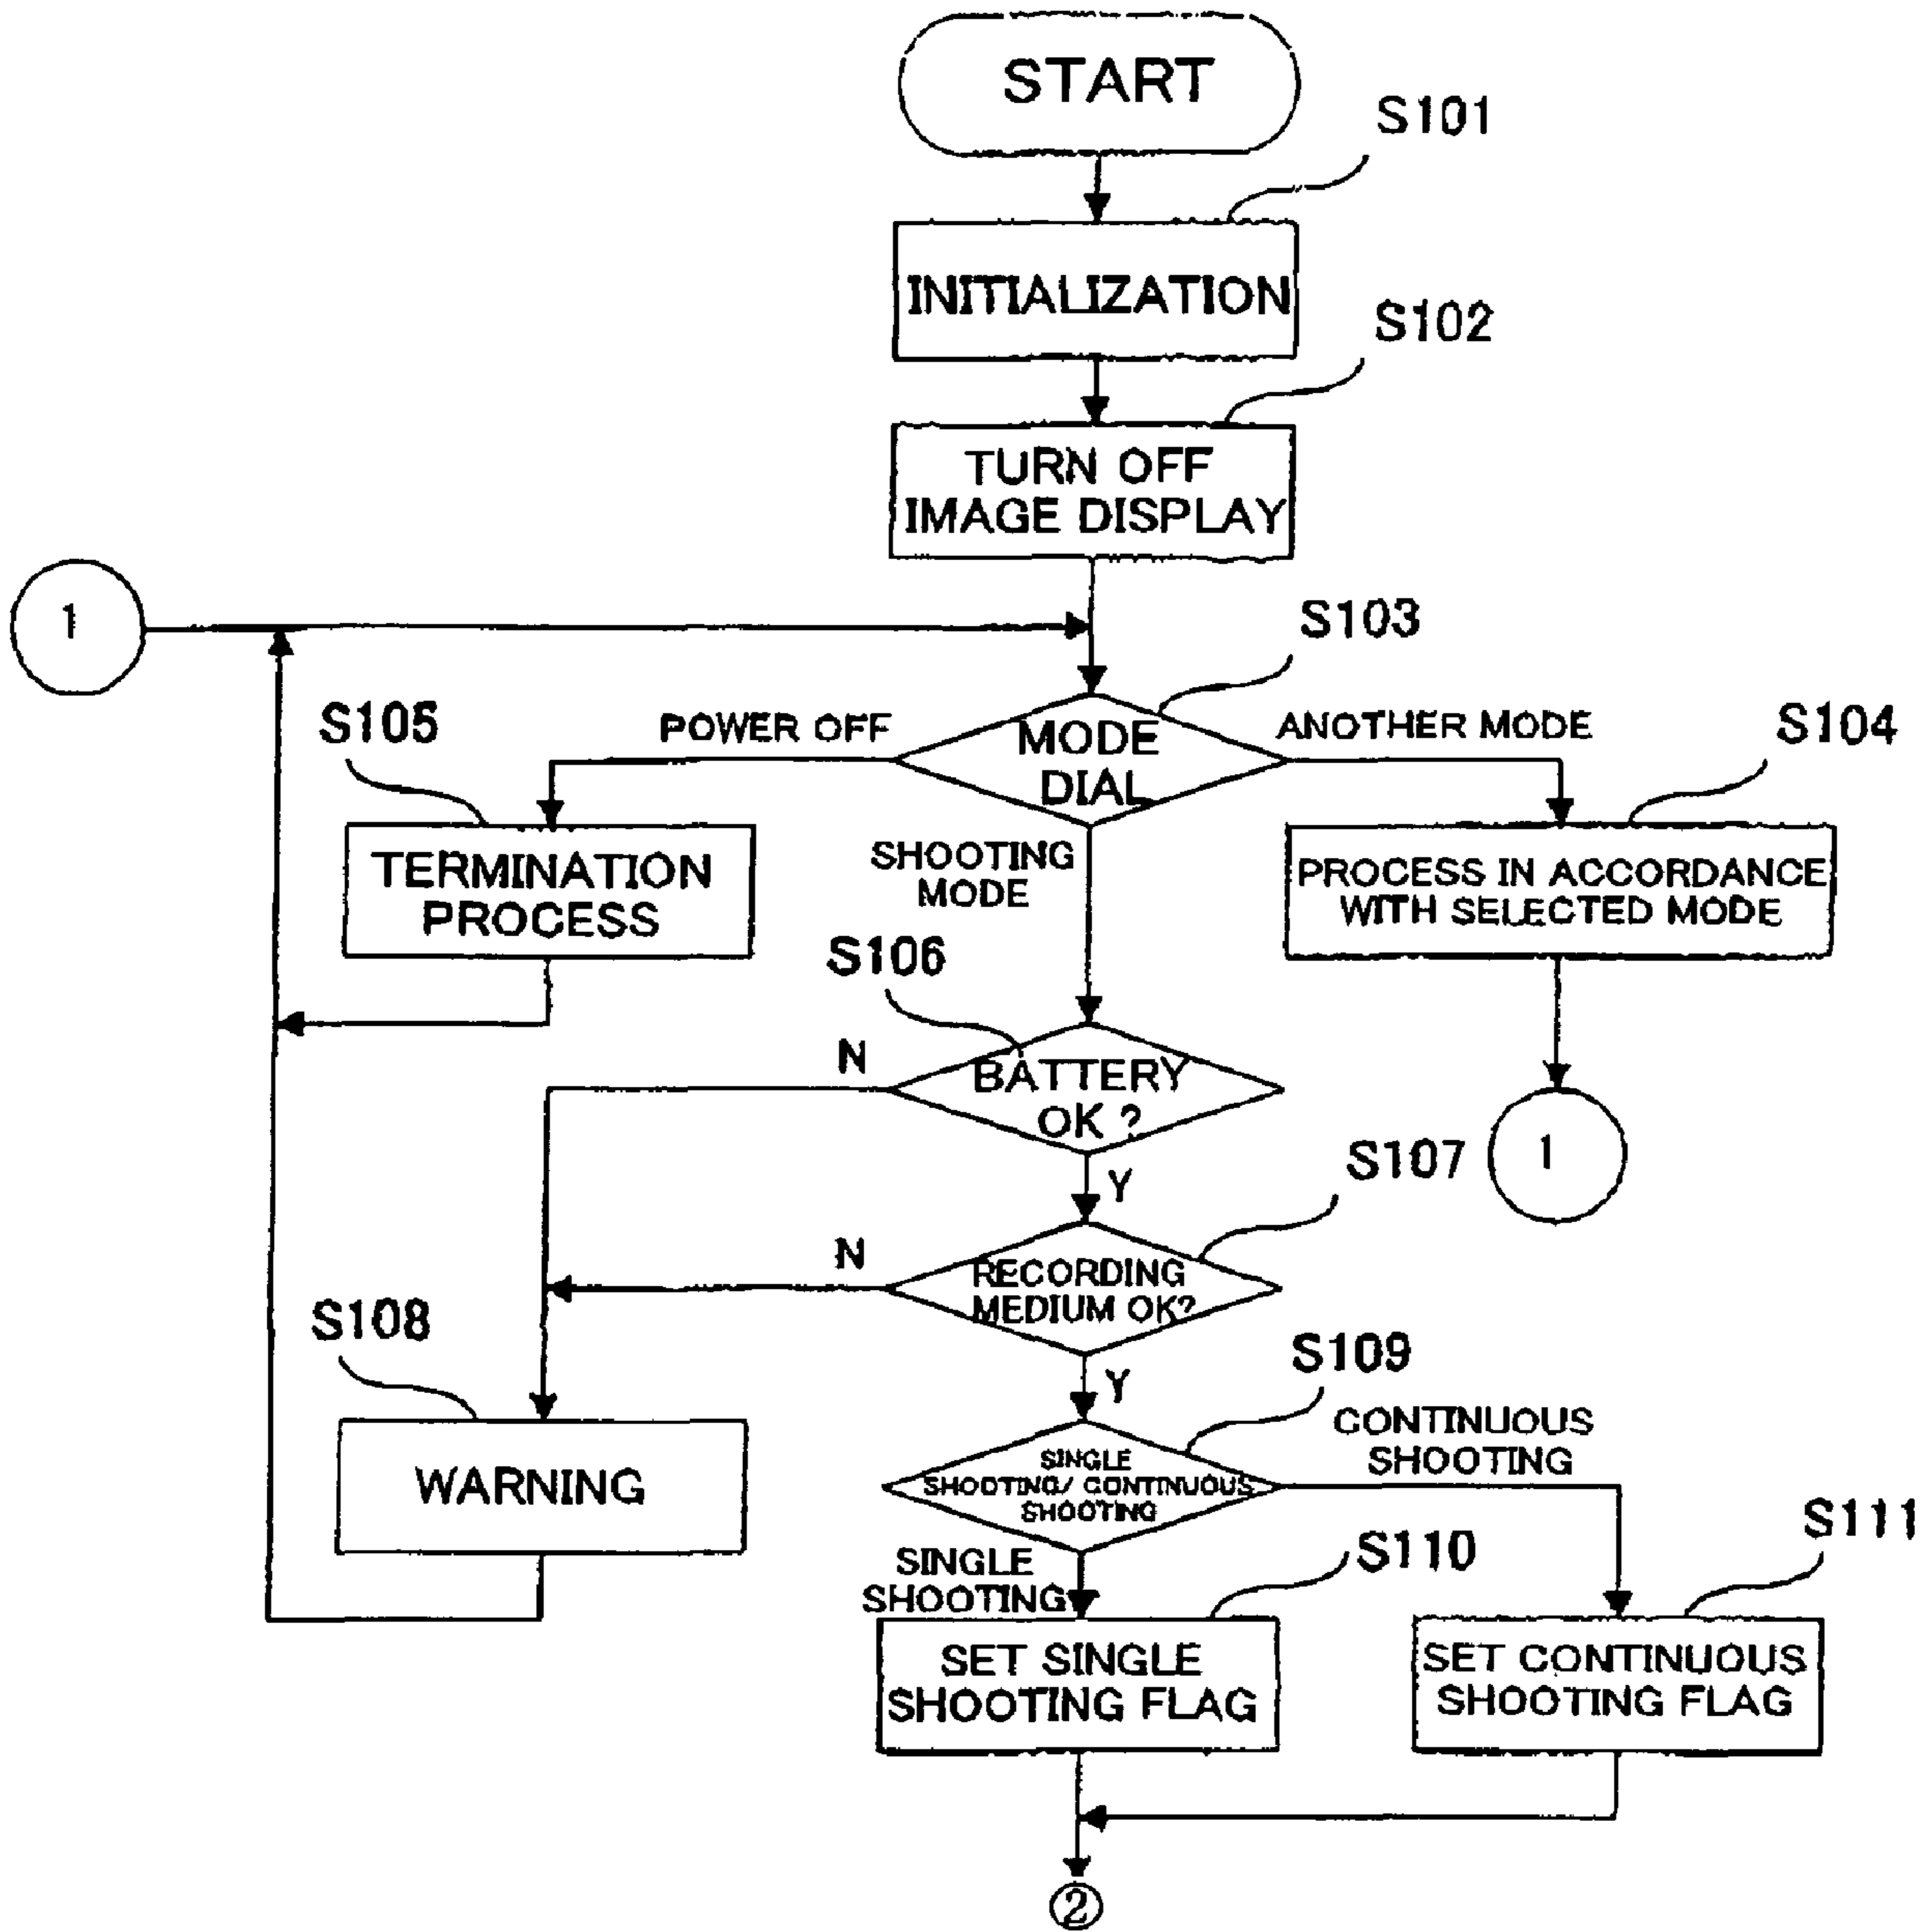 START
S101
INITIALIZATION
S102
TURN OFF
IMAGE DISPLAY
1
S103
S105
POWER OFF
MODE
DIAL
ANOTHER MODE
S104
TERMINATION
PROCESS
SHOOTING
MODE
PROCESS IN ACCORDANCE
WITH SELECTED MODE
S106
N
BATTERY
OK ?
1
Y
S107
N
RECORDING
MEDIUM OK?
S108
Y
S109
WARNING
SINGLE
SHOOTING/ CONTINUOUS
SHOOTING
CONTINUOUS
SHOOTING
SINGLE
SHOOTING
S110
S111
SET SINGLE
SHOOTING FLAG
SET CONTINUOUS
SHOOTING FLAG
②